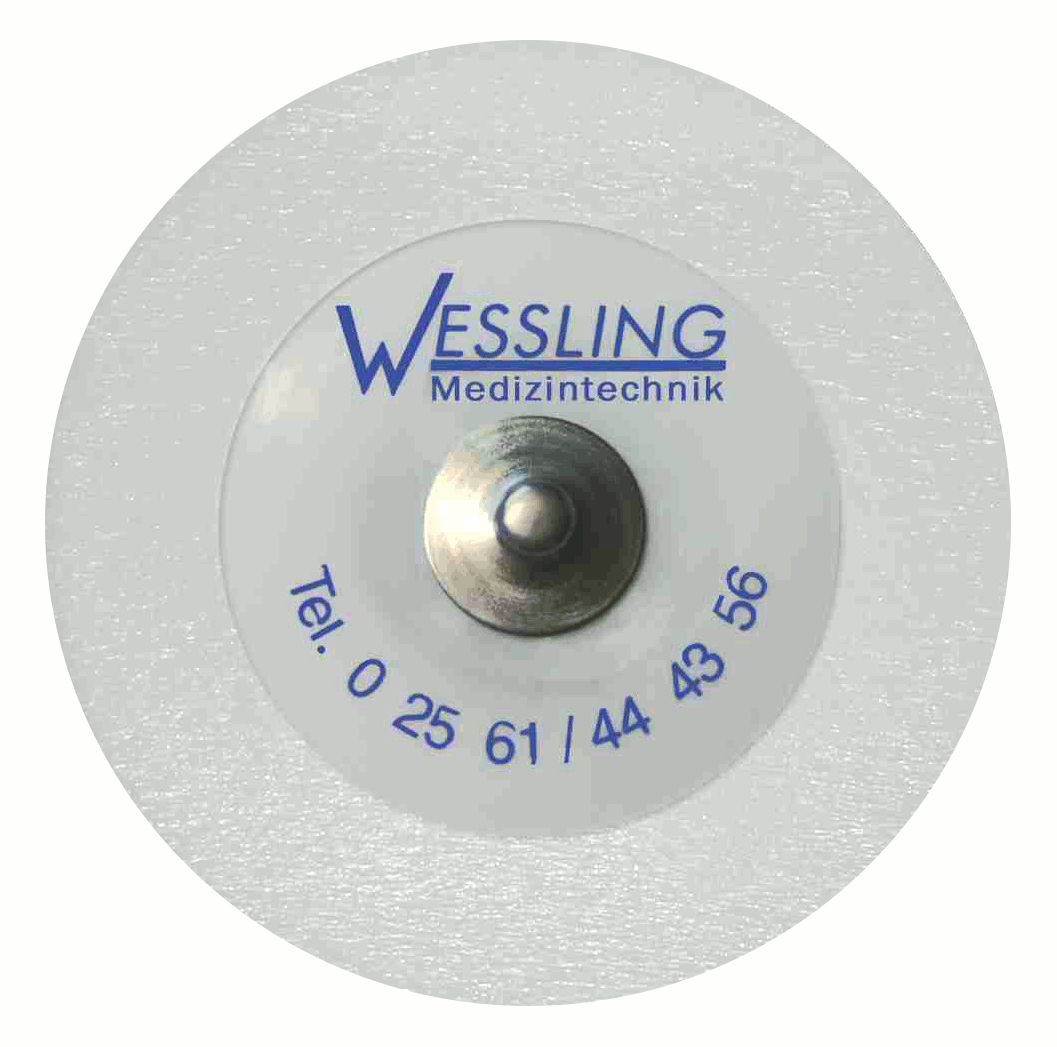 WESSLING
Medizintechnik
Tel. 0 25 61 / 44 43 56